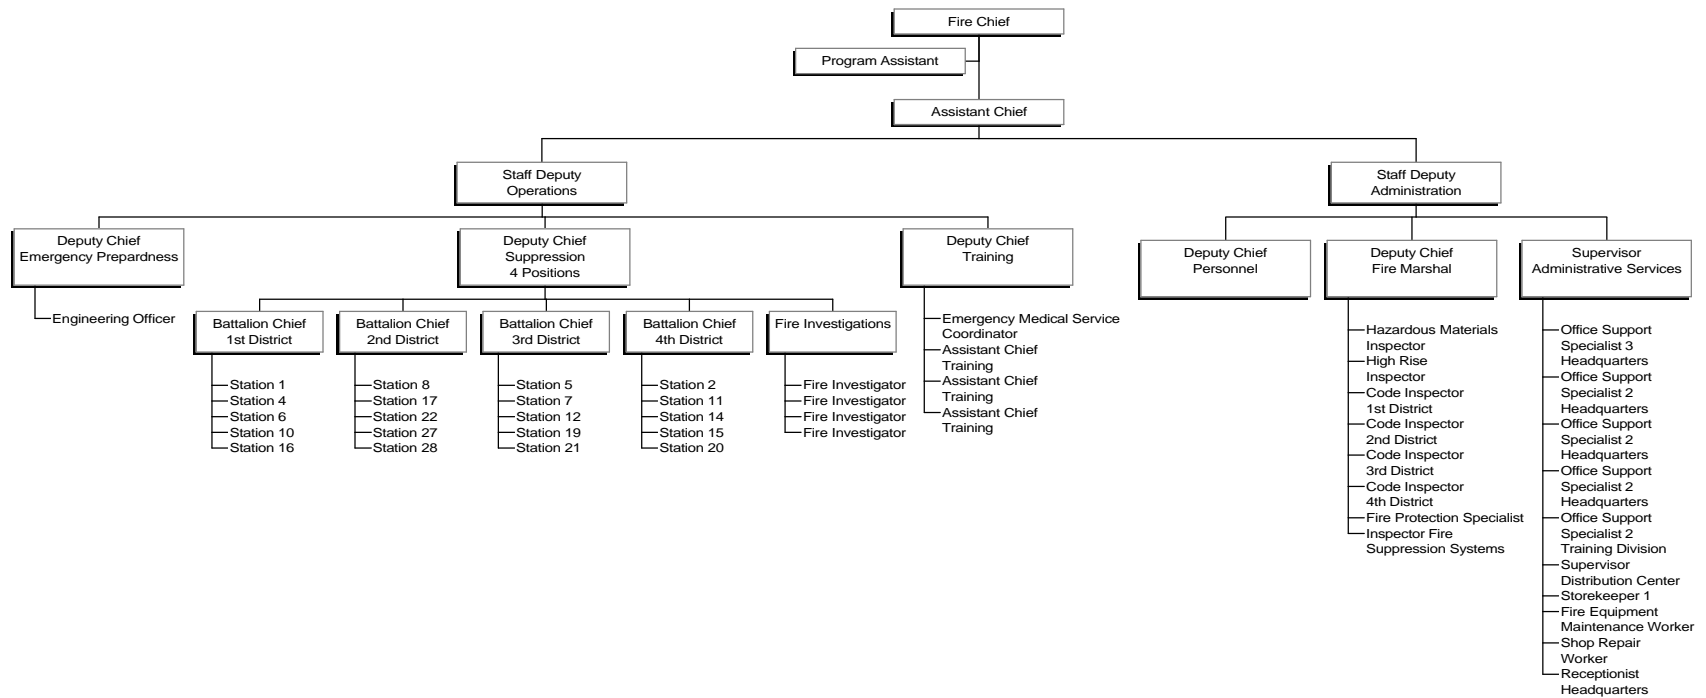 Fire Chief
Program Assistant
Assistant Chief
Staff Deputy
Operations
Staff Deputy
Administration
Deputy Chief
Emergency Prepardness
Deputy Chief
Suppression
4 Positions
Deputy Chief
Training
Deputy Chief
Personnel
Deputy Chief
Fire Marshal
Supervisor
Administrative Services
Engineering Officer
Battalion Chief
1st District
Battalion Chief
2nd District
Battalion Chief
3rd District
Battalion Chief
4th District
Fire Investigations
Station 1
Station 4
Station 6
Station 10
Station 16
Station 8
Station 17
Station 22
Station 27
Station 28
Station 5
Station 7
Station 12
Station 19
Station 21
Station 2
Station 11
Station 14
Station 15
Station 20
Fire Investigator
Fire Investigator
Fire Investigator
Fire Investigator
Emergency Medical Service
Coordinator
Assistant Chief
Training
Assistant Chief
Training
Assistant Chief
Training
Hazardous Materials
Inspector
High Rise
Inspector
Code Inspector
1st District
Code Inspector
2nd District
Code Inspector
3rd District
Code Inspector
4th District
Fire Protection Specialist
Inspector Fire
Suppression Systems
Office Support
Specialist 3
Headquarters
Office Support
Specialist 2
Headquarters
Office Support
Specialist 2
Headquarters
Office Support
Specialist 2
Headquarters
Office Support
Specialist 2
Training Division
Supervisor
Distribution Center
Storekeeper 1
Fire Equipment
Maintenance Worker
Shop Repair
Worker
Receptionist
Headquarters